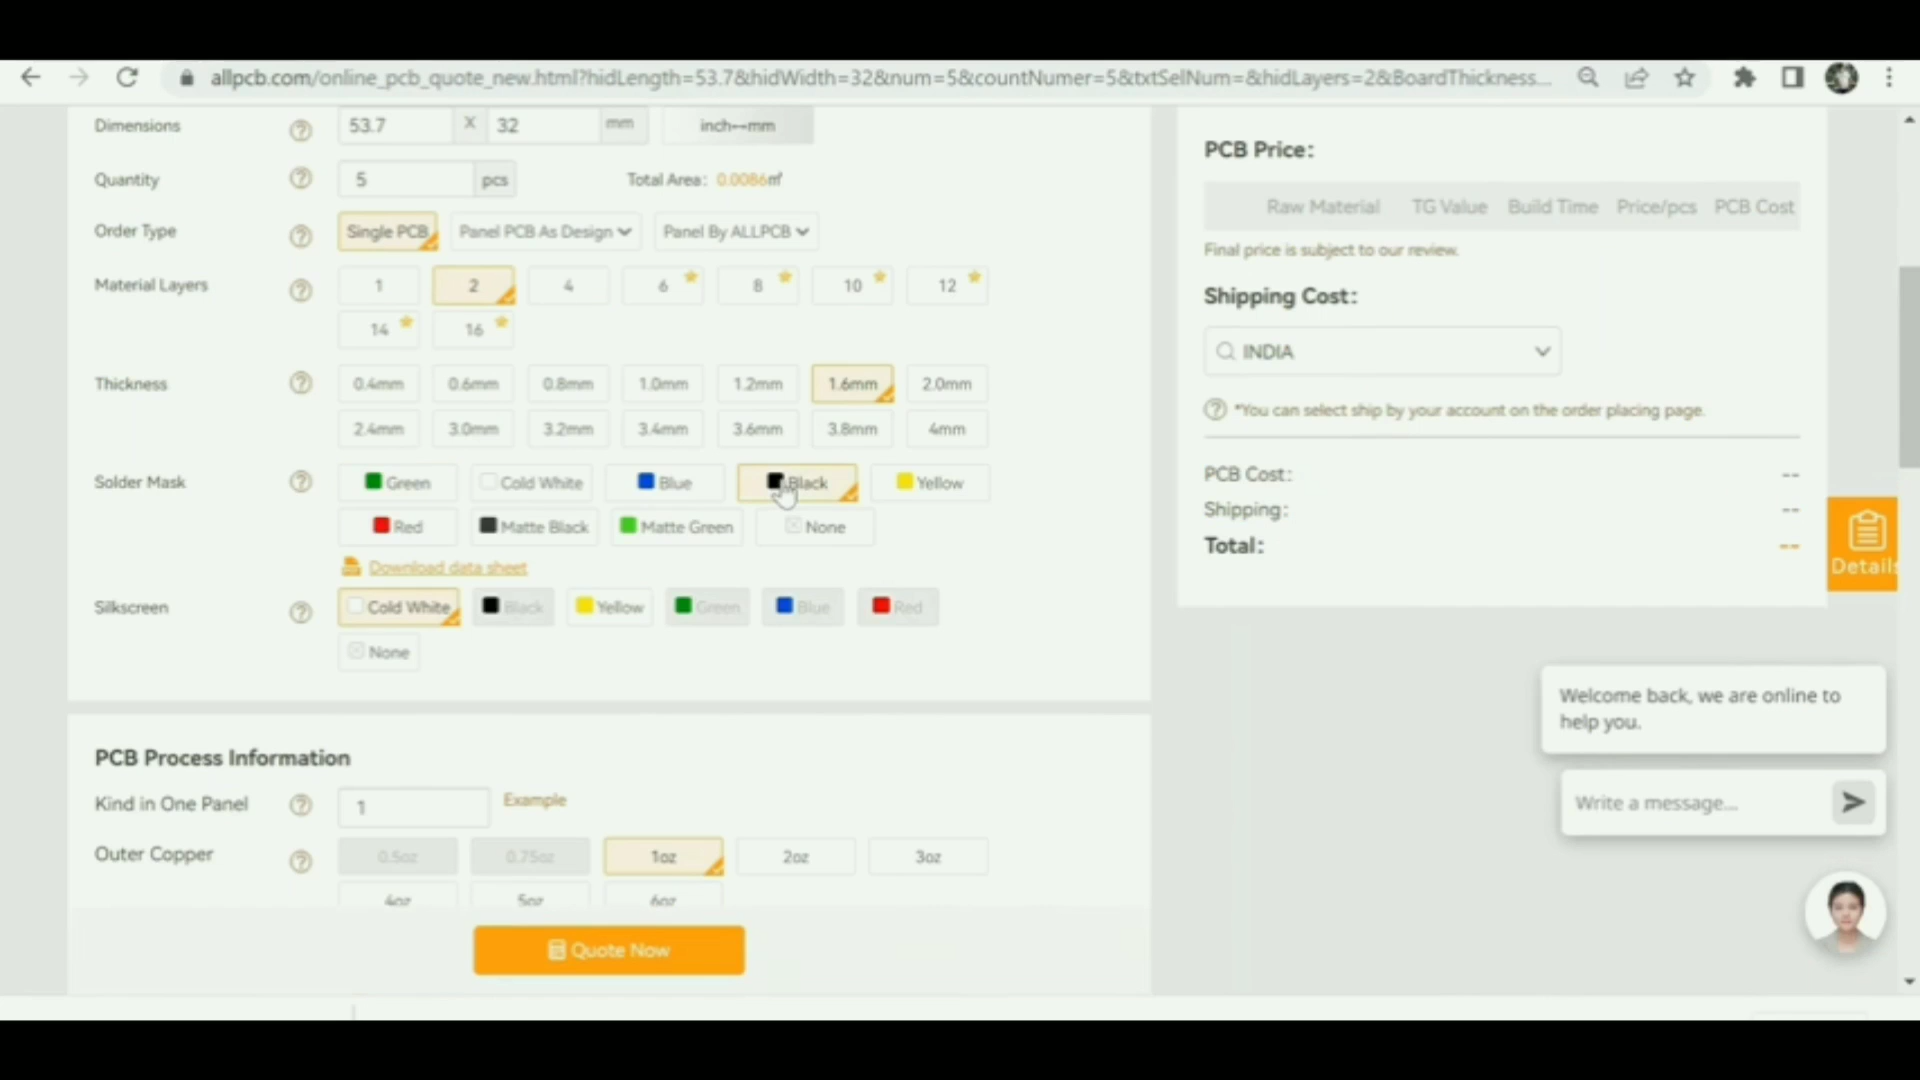 allpcb.com/online_pcb_quote_new.html?hidLength=53.7&hidWidth=32&num=5&countNumer=5&txtSelNum=&hidLayers=2&BoardThickness...
Dimensions 53.7 X 32 mm inch↔mm
Quantity 5 pcs Total Area: 0.0086㎡
Order Type Single PCB Panel PCB As Design Panel By ALLPCB
Material Layers 1 2 4 6 8 10 12
14 16
Thickness 0.4mm 0.6mm 0.8mm 1.0mm 1.2mm 1.6mm 2.0mm
2.4mm 3.0mm 3.2mm 3.4mm 3.6mm 3.8mm 4mm
Solder Mask Green Cold White Blue Black Yellow
Red Matte Black Matte Green None
Download data sheet
Silkscreen Cold White Black Yellow Green Blue Red
None
PCB Process Information
Kind in One Panel 1 Example
Outer Copper 0.5oz 0.75oz 1oz 2oz 3oz
4oz 5oz 6oz
Quote Now
PCB Price:
Raw Material TG Value Build Time Price/pcs PCB Cost
Final price is subject to our review.
Shipping Cost:
INDIA
*You can select ship by your account on the order placing page.
PCB Cost: --
Shipping: --
Total: --
Details
Welcome back, we are online to
help you.
Write a message...